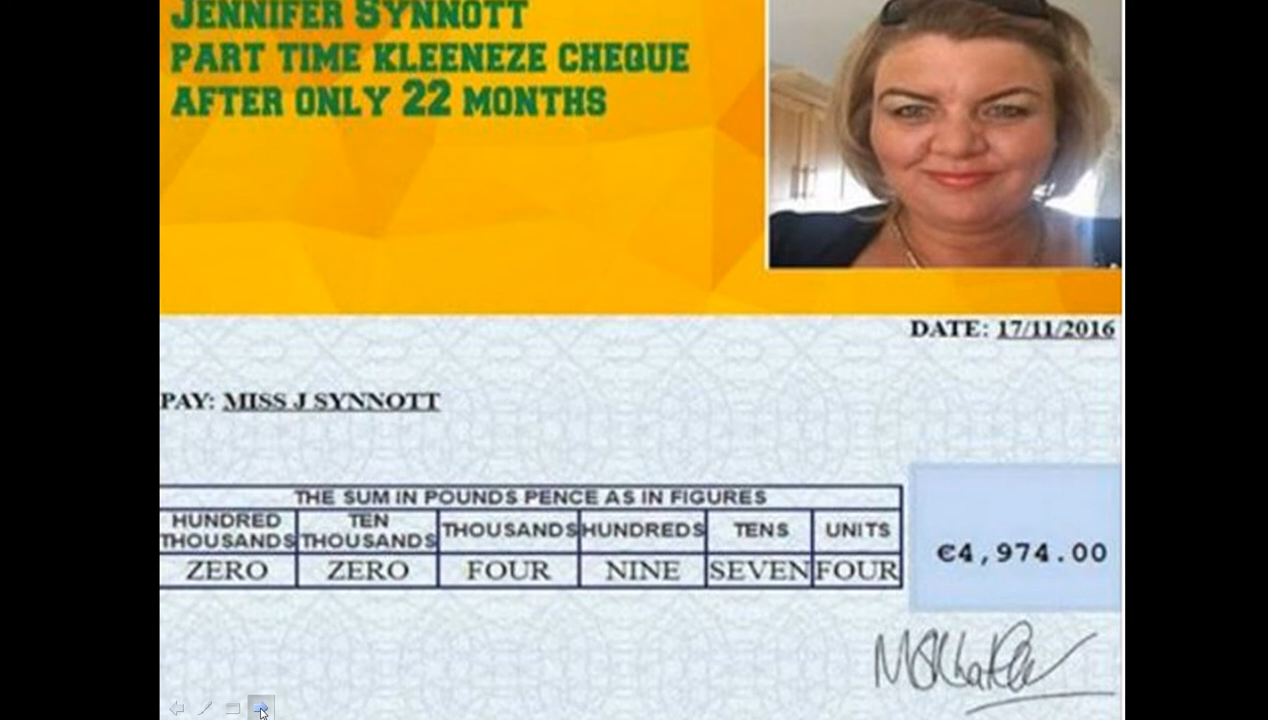 JENNIFER SYNNOTT
PART TIME KLEENEZE CHEQUE
AFTER ONLY 22 MONTHS
DATE: 17/11/2016
PAY: MISS J SYNNOTT
THE SUM IN POUNDS PENCE AS IN FIGURES
HUNDRED THOUSANDS TEN THOUSANDS THOUSANDS HUNDREDS TENS UNITS
ZERO ZERO FOUR NINE SEVEN FOUR
€4,974.00